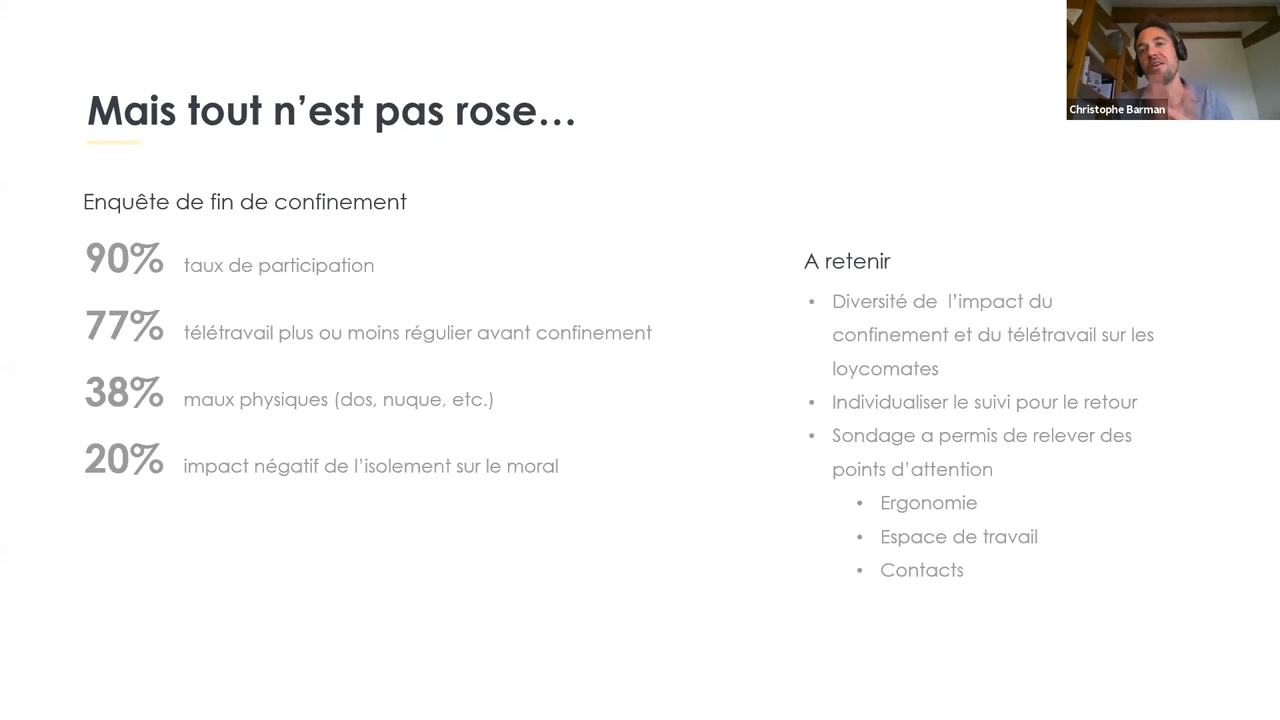 Mais tout n’est pas rose…
Christophe Barman
Enquête de fin de confinement
90% taux de participation
77% télétravail plus ou moins régulier avant confinement
38% maux physiques (dos, nuque, etc.)
20% impact négatif de l’isolement sur le moral
A retenir
• Diversité de  l’impact du
confinement et du télétravail sur les
loycomates
• Individualiser le suivi pour le retour
• Sondage a permis de relever des
points d’attention
• Ergonomie
• Espace de travail
• Contacts